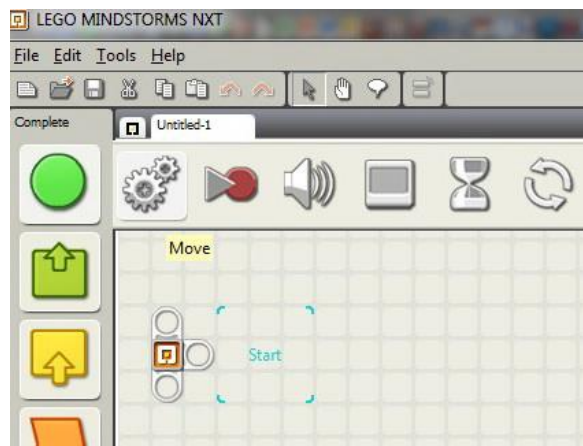 LEGO MINDSTORMS NXT
File Edit Tools Help
Complete
Untitled-1
Move
Start